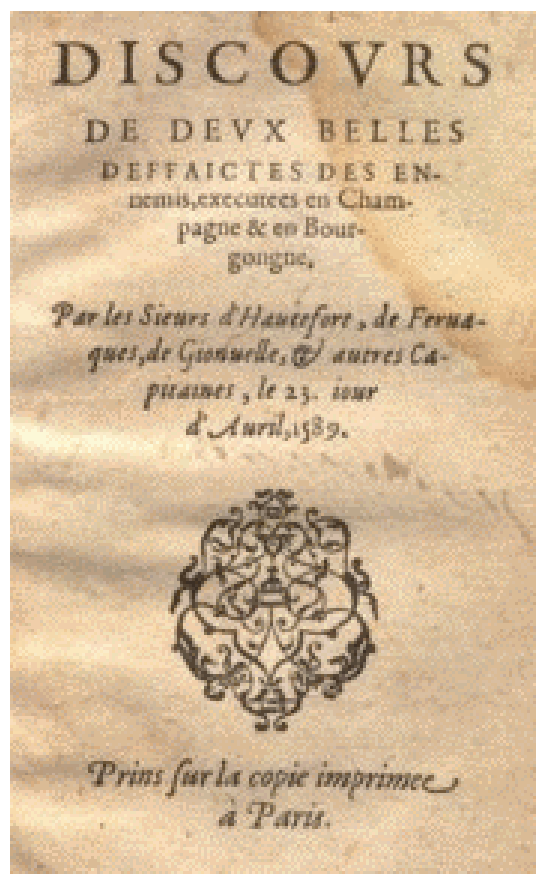 DISCOVRS
DE DEVX BELLES
DEFFAICTES DES EN-
nemis, executees en Cham-
pagne & en Bour-
gongne.
Par les Sieurs d'Hautefort, de Ferua-
ques, de Gionuelle, & autres Ca-
pitaines, le 23. iour
d'Auril, 1589.
Prins sur la copie imprimee
à Paris.